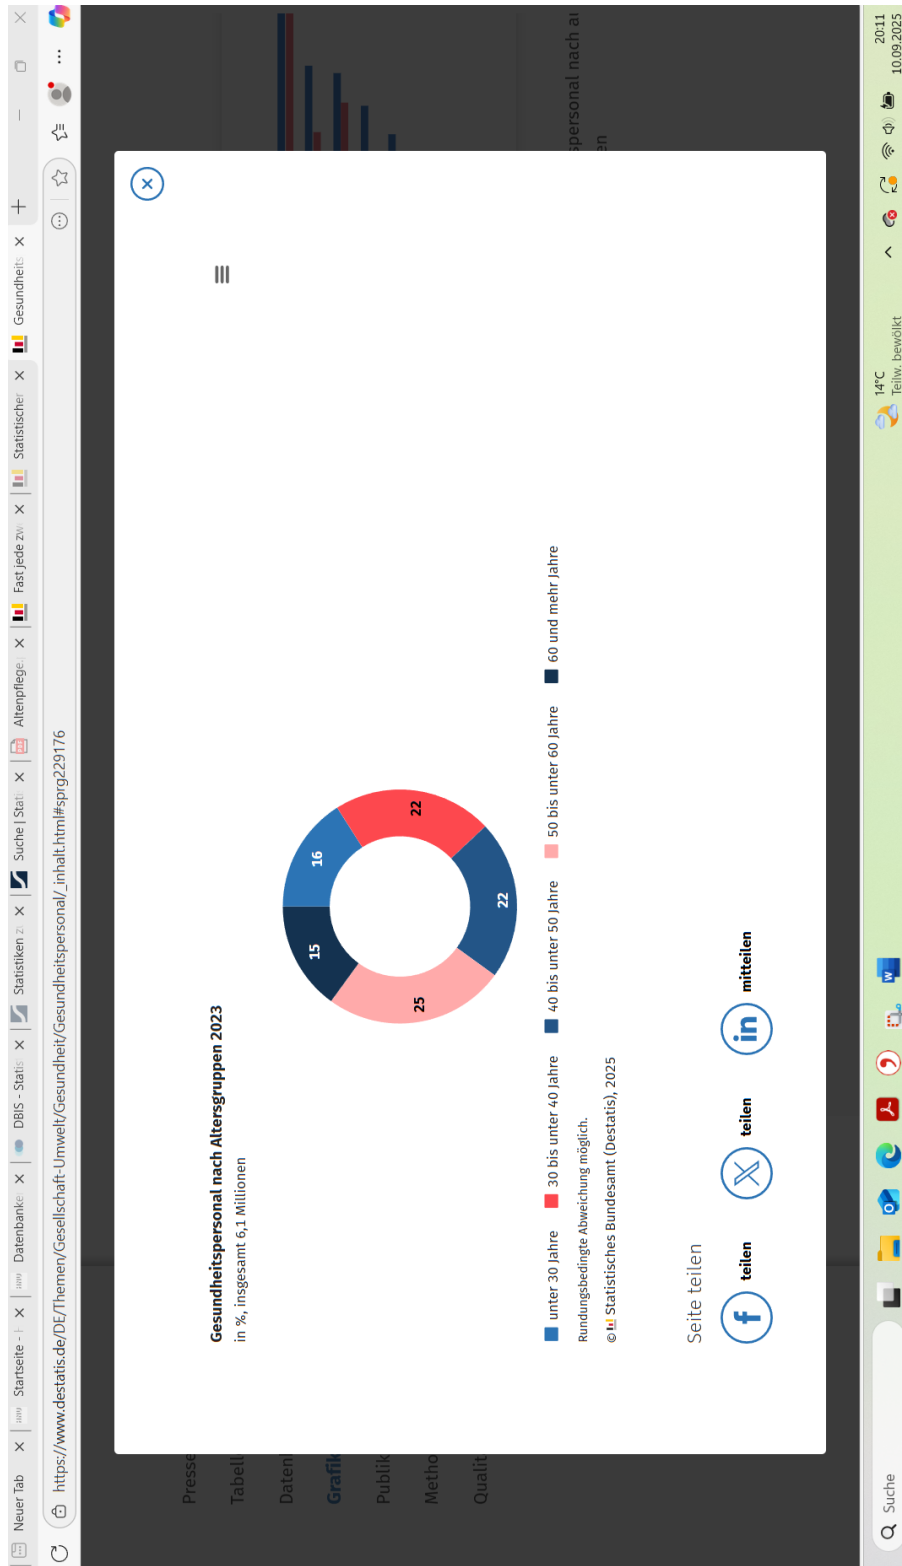 Neuer Tab
Startseite - H
Datenbanke
DBIS - Statis
Statistiken z
Suche | Stati
Altenpflege.
Fast jede zw
Statistischer
Gesundheits
https://www.destatis.de/DE/Themen/Gesellschaft-Umwelt/Gesundheit/Gesundheitspersonal/_inhalt.html#sprg229176
Presse
Tabell
Daten
Grafik
Publik
Metho
Qualit
Gesundheitspersonal nach Altersgruppen 2023
in %, insgesamt 6,1 Millionen
16
22
22
25
15
unter 30 Jahre
30 bis unter 40 Jahre
40 bis unter 50 Jahre
50 bis unter 60 Jahre
60 und mehr Jahre
Rundungsbedingte Abweichung möglich.
© Statistisches Bundesamt (Destatis), 2025
Seite teilen
teilen
teilen
mitteilen
spersonal nach a
en
Suche
14°C
Teilw. bewölkt
20:11
10.09.2025